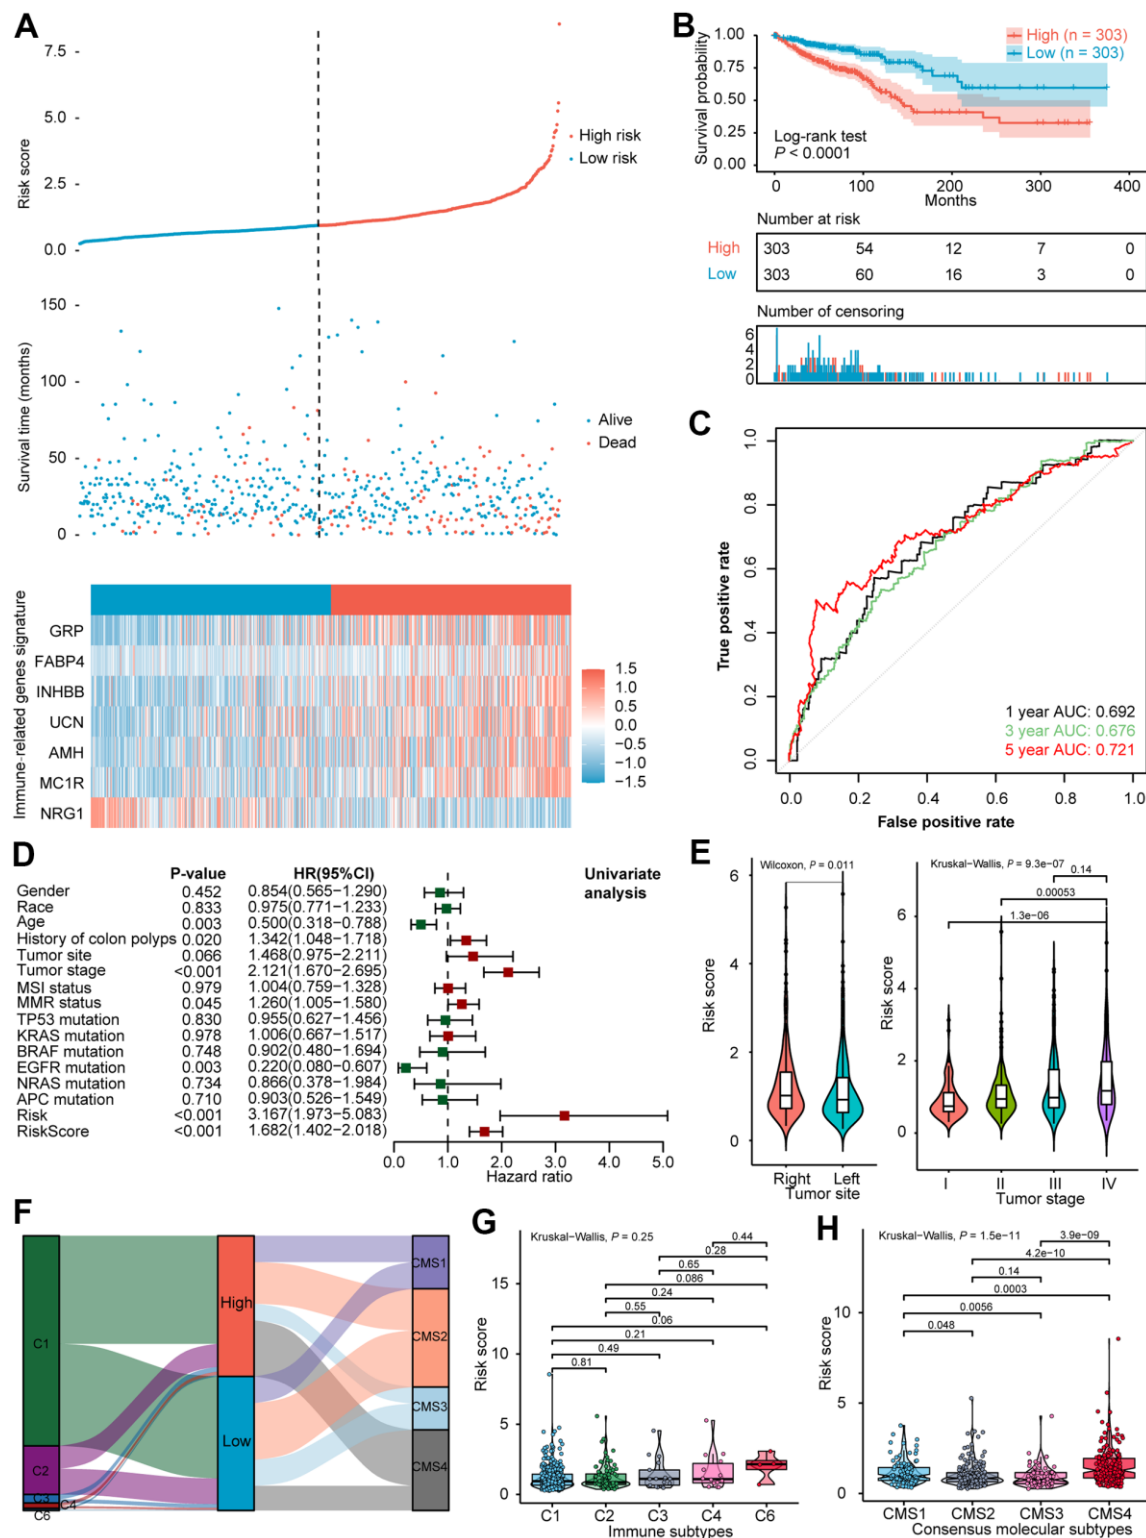 A
7.5
5.0
2.5
0.0
Risk score
High risk
Low risk
150
100
50
0
Survival time (months)
Alive
Dead
Immune-related genes signature
GRP
FABP4
INHBB
UCN
AMH
MC1R
NRG1
1.5
1.0
0.5
0.0
−0.5
−1.0
−1.5
B
1.00
0.75
0.50
0.25
0.00
Survival probability
High (n = 303)
Low (n = 303)
Log-rank test
P < 0.0001
0 100 200 300 400
Months
Number at risk
High 303 54 12 7 0
Low 303 60 16 3 0
Number of censoring
6
4
2
0
C
1.0
0.8
0.6
0.4
0.2
0.0
True positive rate
1 year AUC: 0.692
3 year AUC: 0.676
5 year AUC: 0.721
0.0 0.2 0.4 0.6 0.8 1.0
False positive rate
D
P-value HR(95%CI) Univariate analysis
Gender 0.452 0.854(0.565−1.290)
Race 0.833 0.975(0.771−1.233)
Age 0.003 0.500(0.318−0.788)
History of colon polyps 0.020 1.342(1.048−1.718)
Tumor site 0.066 1.468(0.975−2.211)
Tumor stage <0.001 2.121(1.670−2.695)
MSI status 0.979 1.004(0.759−1.328)
MMR status 0.045 1.260(1.005−1.580)
TP53 mutation 0.830 0.955(0.627−1.456)
KRAS mutation 0.978 1.006(0.667−1.517)
BRAF mutation 0.748 0.902(0.480−1.694)
EGFR mutation 0.003 0.220(0.080−0.607)
NRAS mutation 0.734 0.866(0.378−1.984)
APC mutation 0.710 0.903(0.526−1.549)
Risk <0.001 3.167(1.973−5.083)
RiskScore <0.001 1.682(1.402−2.018)
0.0 1.0 2.0 3.0 4.0 5.0
Hazard ratio
E
Wilcoxon, P = 0.011
6
4
2
0
Risk score
Right Left
Tumor site
Kruskal−Wallis, P = 9.3e−07
0.14
0.00053
1.3e−06
6
4
2
0
Risk score
I II III IV
Tumor stage
F
C1
C2
C3
C4
C6
High
Low
CMS1
CMS2
CMS3
CMS4
G
Kruskal−Wallis, P = 0.25
0.44
0.28
0.65
0.086
0.24
0.55
0.06
0.21
0.49
0.81
15
10
5
0
Risk score
C1 C2 C3 C4 C6
Immune subtypes
H
Kruskal−Wallis, P = 1.5e−11
3.9e−09
4.2e−10
0.14
0.0003
0.0056
0.048
10
5
0
Risk score
CMS1 CMS2 CMS3 CMS4
Consensus molecular subtypes